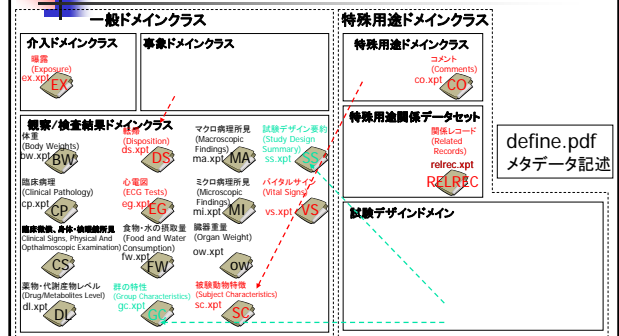 一般ドメインクラス
特殊用途ドメインクラス
介入ドメインクラス
曝露
(Exposure)
ex.xpt
EX
事象ドメインクラス
特殊用途ドメインクラス
コメント
(Comments)
co.xpt
CO
観察/検査結果ドメインクラス
体重
(Body Weights)
bw.xpt
BW
(Disposition)
ds.xpt
DS
マクロ病理所見
(Macroscopic
Findings)
ma.xpt
MA
試験デザイン要約
(Study Design
Summary)
ss.xpt
SS
臨床病理
(Clinical Pathology)
cp.xpt
CP
心電図
(ECG Tests)
eg.xpt
EG
ミクロ病理所見
(Microscopic
Findings)
mi.xpt
MI
バイタルサイン
(Vital Signs)
vs.xpt
VS
臨床徴候、身体・検眼鏡所見
Clinical Signs, Physical And
Opthalmoscopic Examination)
CS
食物・水の摂取量
(Food and Water
Consumption)
fw.xpt
FW
臓器重量
(Organ Weight)
ow.xpt
ow
薬物・代謝産物レベル
(Drug/Metabolites Level)
dl.xpt
DL
群の特性
(Group Characteristics)
gc.xpt
GC
被験動物特徴
(Subject Characteristics)
sc.xpt
SC
特殊用途関係データセット
関係レコード
(Related
Records)
relrec.xpt
RELREC
試験デザインドメイン
define.pdf
メタデータ記述